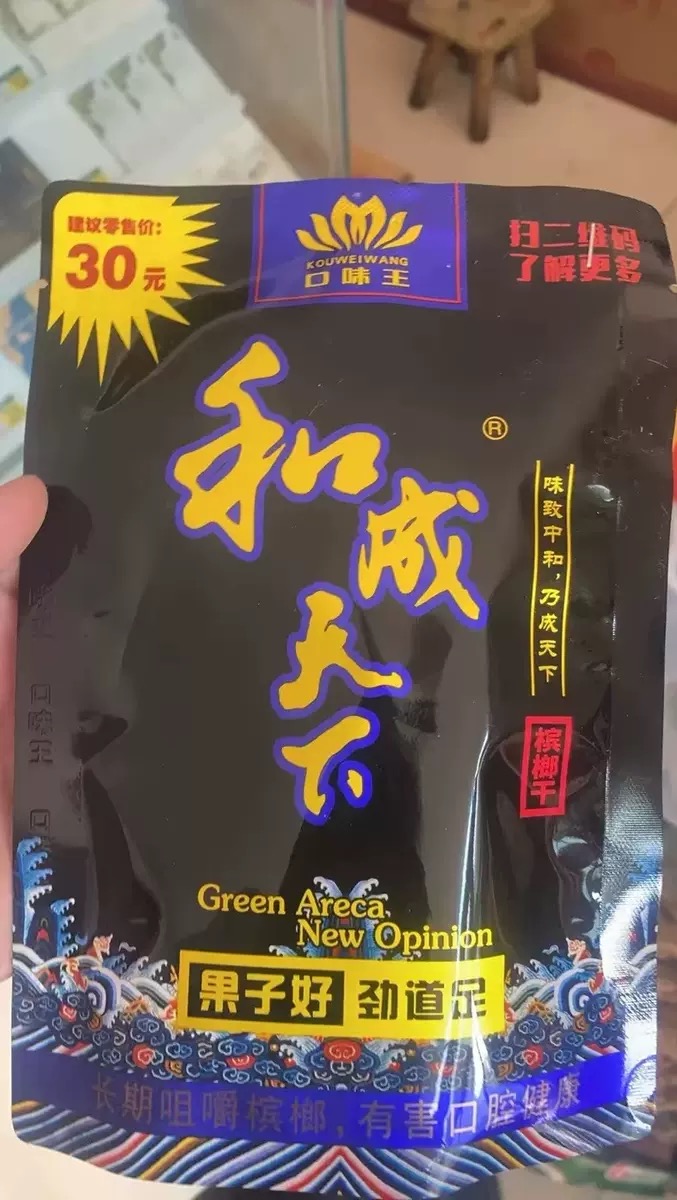 建议零售价:
30元
KOUWEIWANG
口味王
扫二维码
了解更多
和成天下
®
味致中和,乃成天下
槟榔干
口味王
Green Areca
New Opinion
果子好 劲道足
长期咀嚼槟榔,有害口腔健康